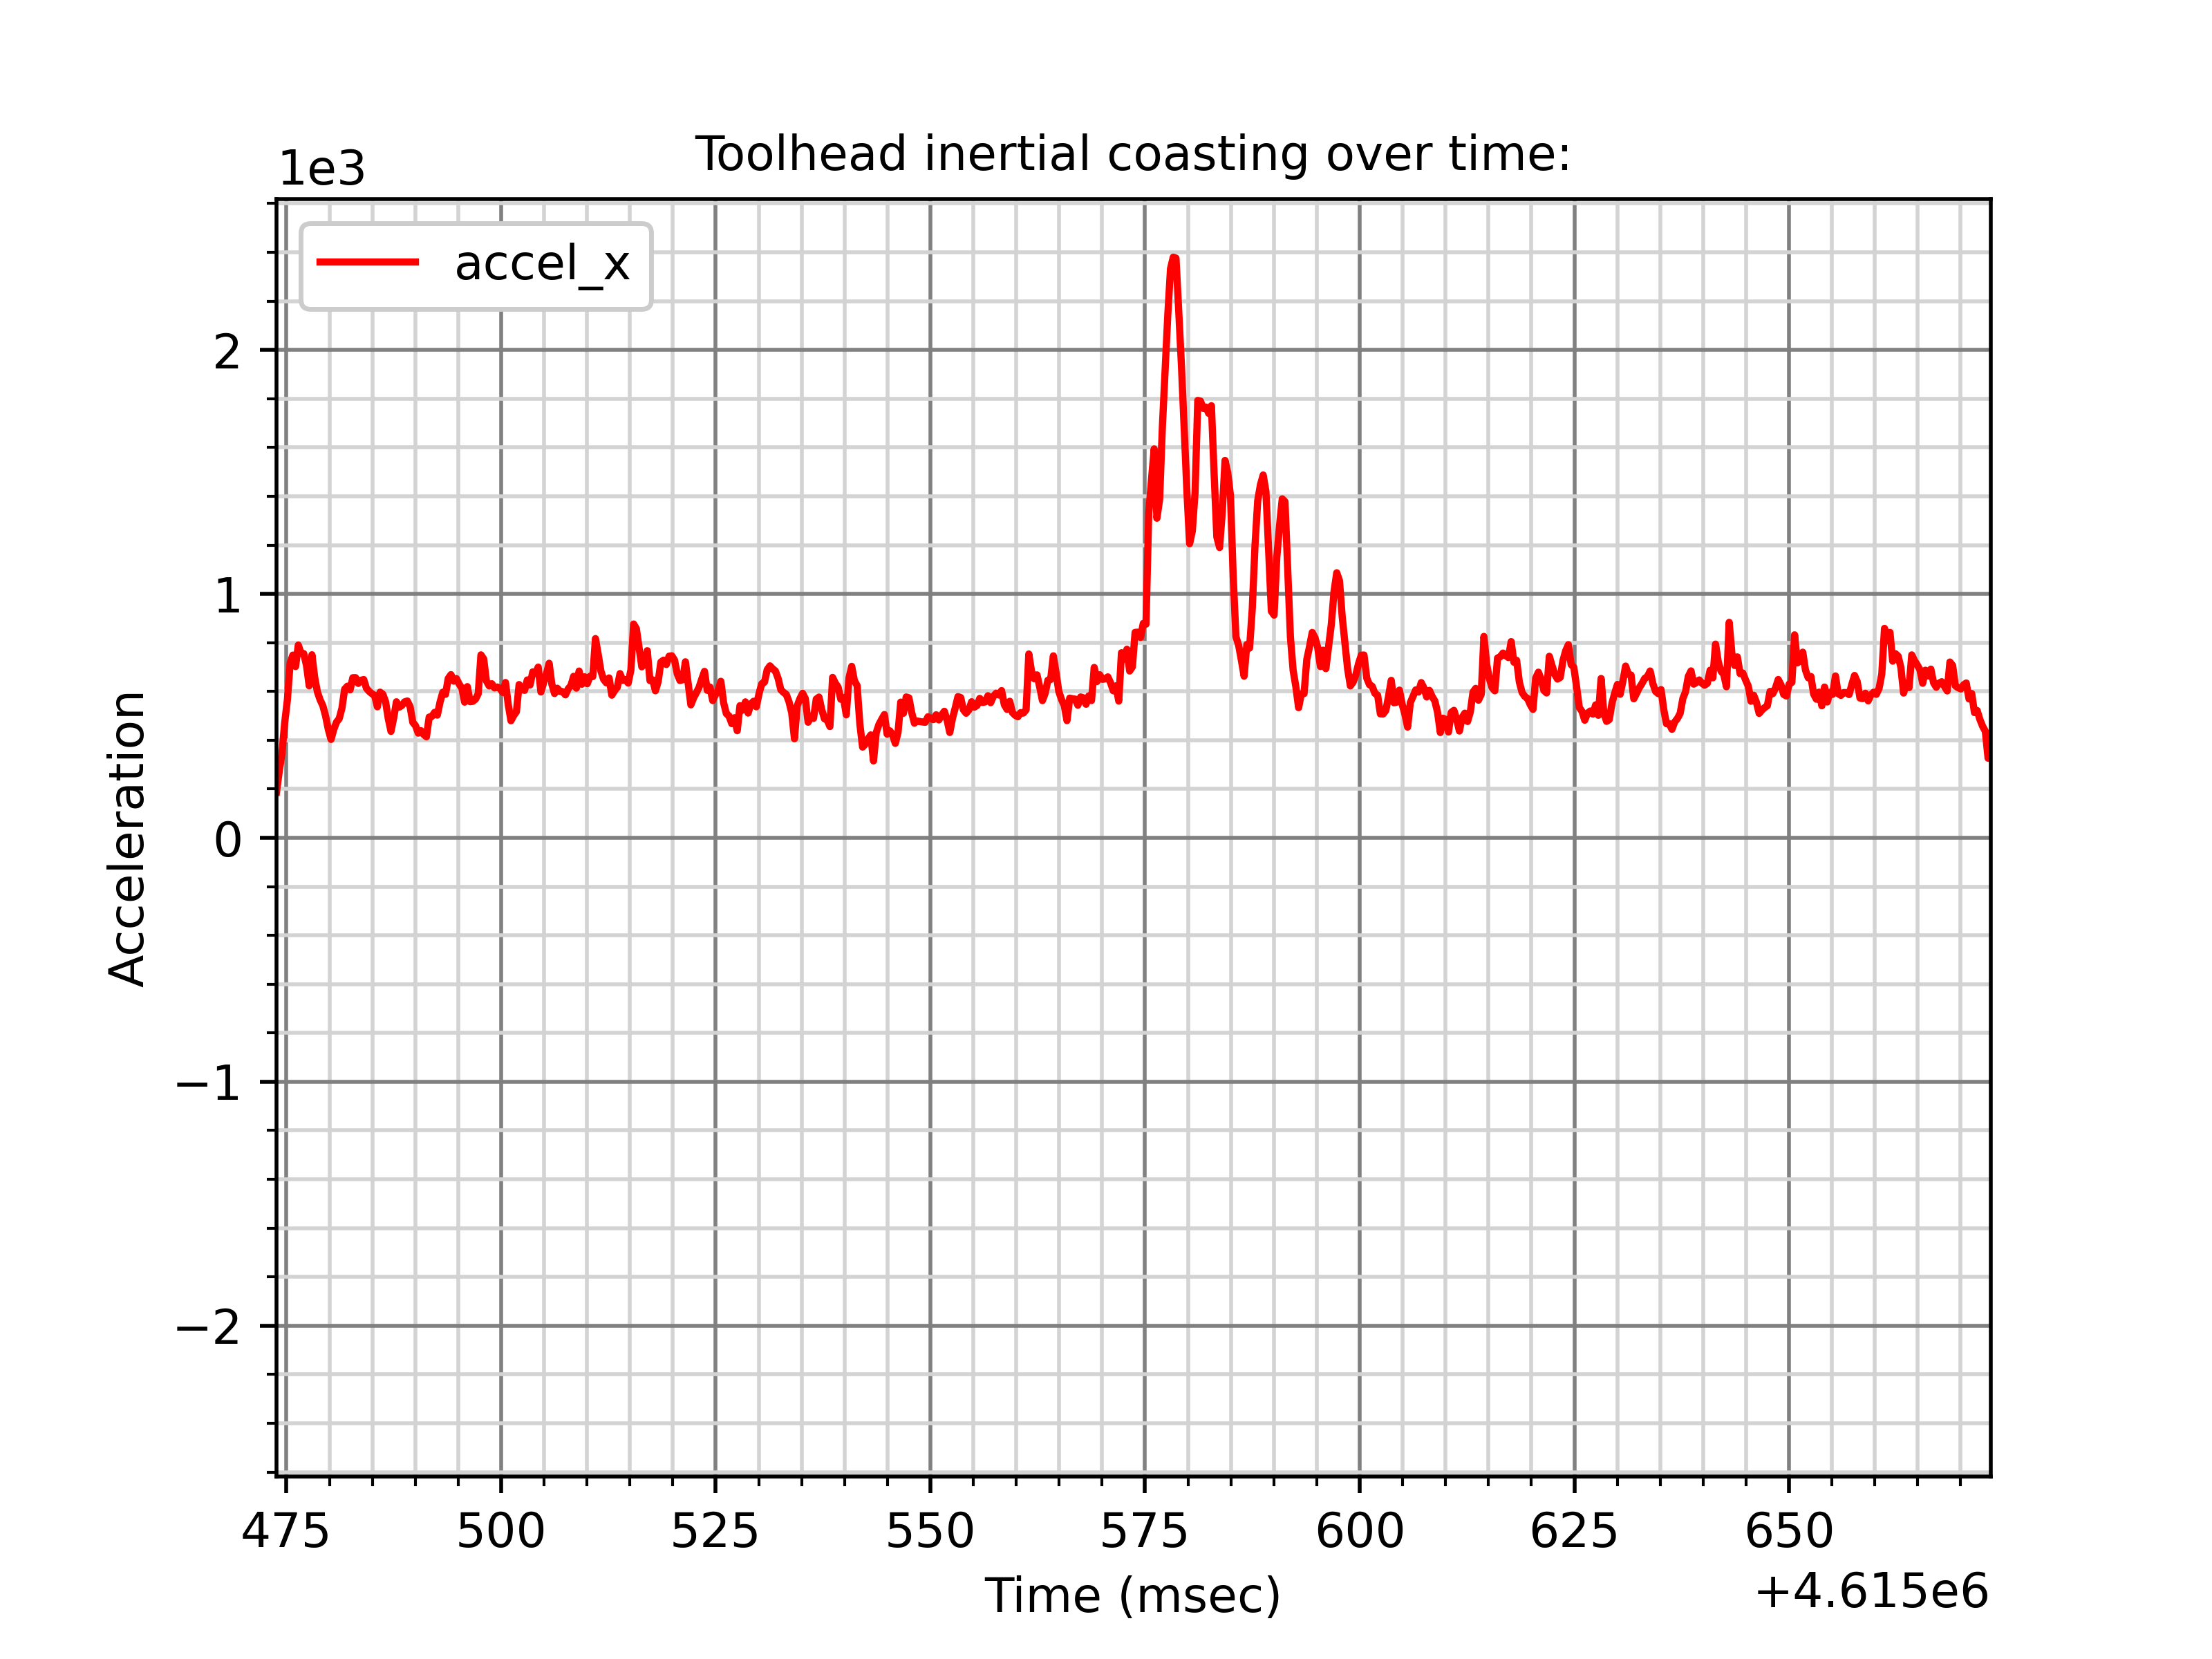 Toolhead inertial coasting over time:
1e3
accel_x
2
1
0
−1
−2
Acceleration
475 500 525 550 575 600 625 650
Time (msec)
+4.615e6